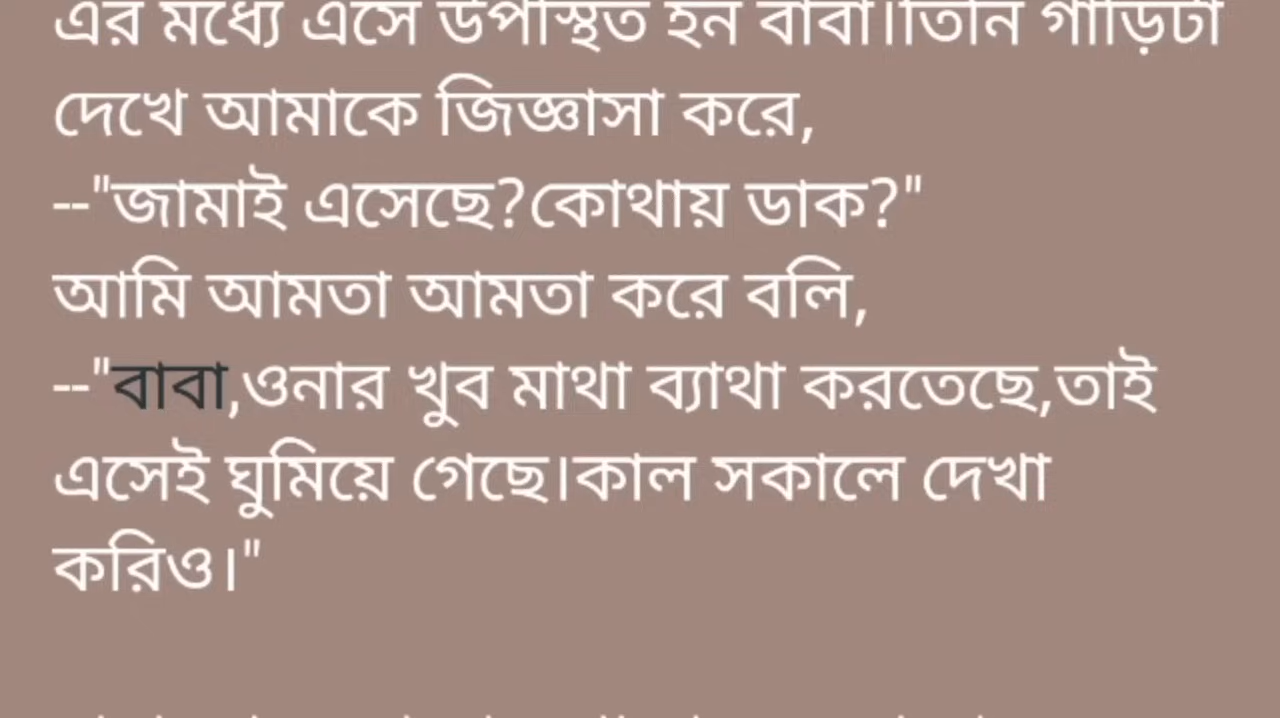 এর মধ্যে এসে উপস্থিত হন বাবা।তিনি গাড়িটা
দেখে আমাকে জিজ্ঞাসা করে,
--"জামাই এসেছে?কোথায় ডাক?"
আমি আমতা আমতা করে বলি,
--"বাবা,ওনার খুব মাথা ব্যাথা করতেছে,তাই
এসেই ঘুমিয়ে গেছে।কাল সকালে দেখা
করিও।"